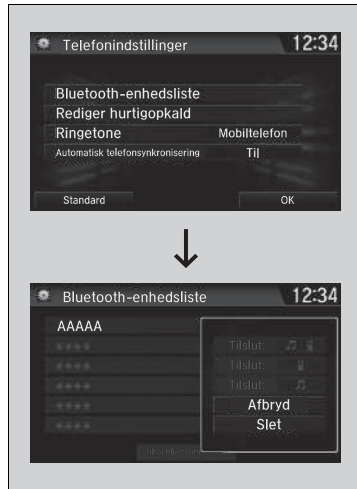 Telefonindstillinger 12:34
Bluetooth-enhedsliste
Rediger hurtigopkald
Ringetone Mobiltelefon
Automatisk telefonsynkronisering Til
Standard OK
Bluetooth-enhedsliste 12:34
AAAAA
Tilslut:
Tilslut:
Tilslut:
Afbryd
Slet